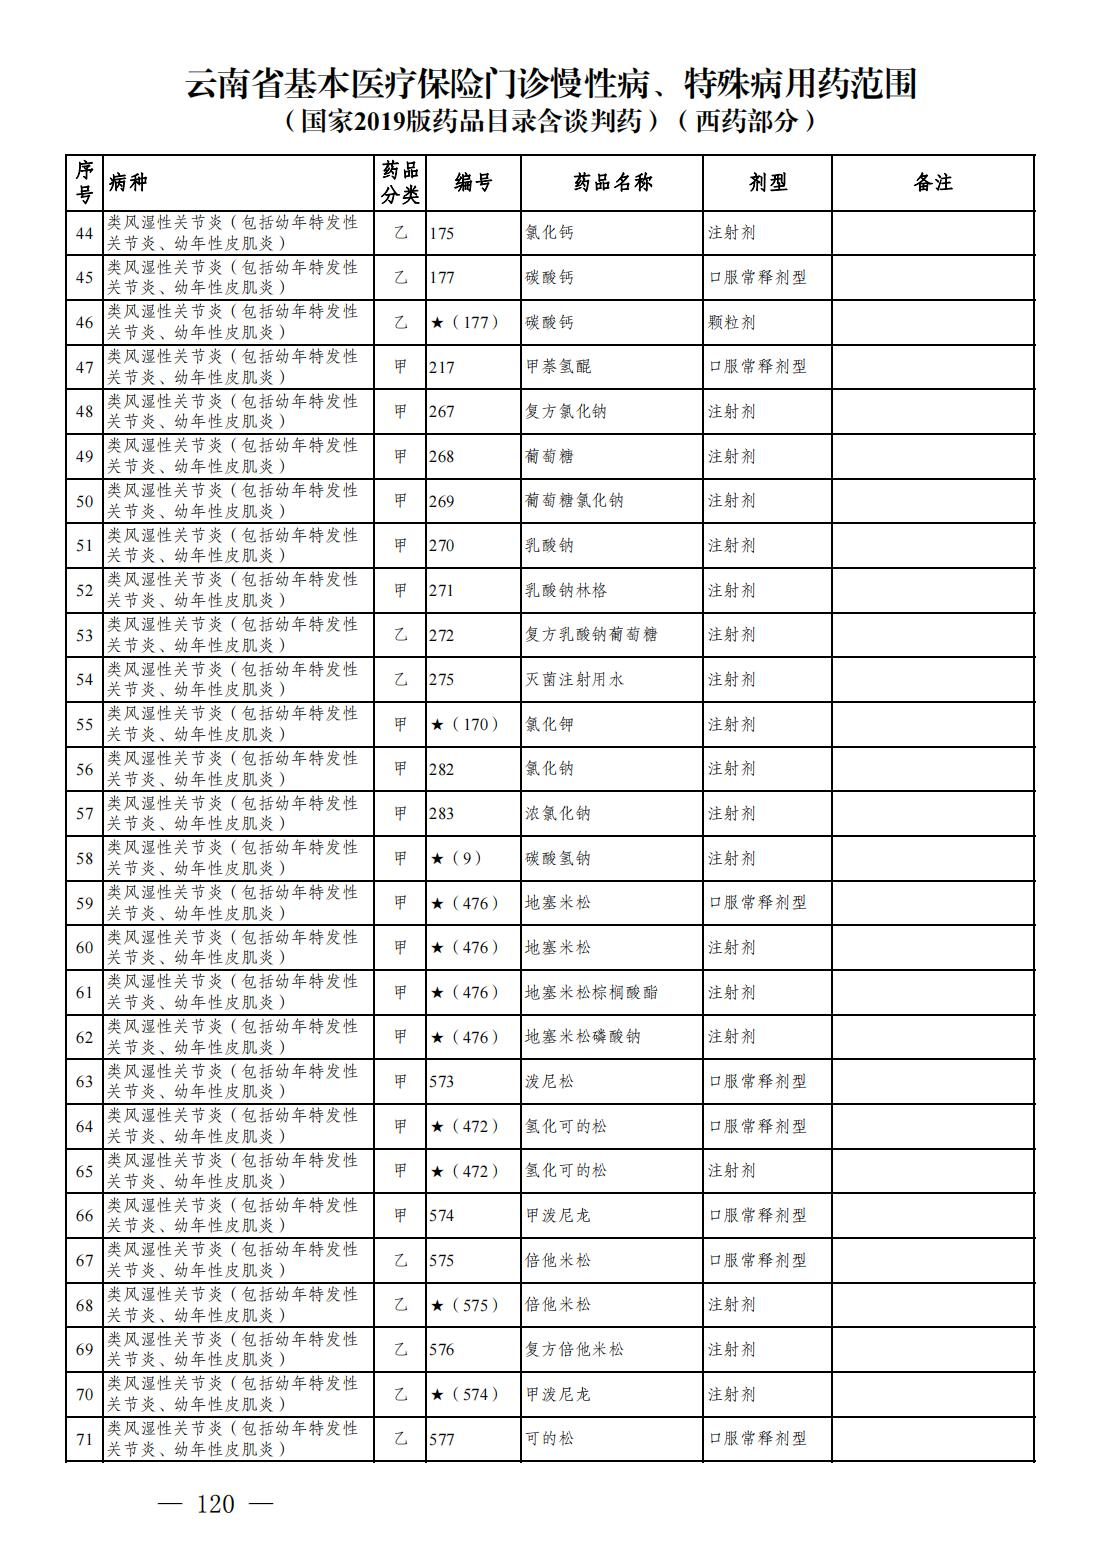 云南省基本医疗保险门诊慢性病、特殊病用药范围
（国家2019版药品目录含谈判药）（西药部分）
序号 病种 药品分类 编号 药品名称 剂型 备注
44 类风湿性关节炎（包括幼年特发性关节炎、幼年性皮肌炎） 乙 175 氯化钙 注射剂
45 类风湿性关节炎（包括幼年特发性关节炎、幼年性皮肌炎） 乙 177 碳酸钙 口服常释剂型
46 类风湿性关节炎（包括幼年特发性关节炎、幼年性皮肌炎） 乙 ★（177） 碳酸钙 颗粒剂
47 类风湿性关节炎（包括幼年特发性关节炎、幼年性皮肌炎） 甲 217 甲萘氢醌 口服常释剂型
48 类风湿性关节炎（包括幼年特发性关节炎、幼年性皮肌炎） 甲 267 复方氯化钠 注射剂
49 类风湿性关节炎（包括幼年特发性关节炎、幼年性皮肌炎） 甲 268 葡萄糖 注射剂
50 类风湿性关节炎（包括幼年特发性关节炎、幼年性皮肌炎） 甲 269 葡萄糖氯化钠 注射剂
51 类风湿性关节炎（包括幼年特发性关节炎、幼年性皮肌炎） 甲 270 乳酸钠 注射剂
52 类风湿性关节炎（包括幼年特发性关节炎、幼年性皮肌炎） 甲 271 乳酸钠林格 注射剂
53 类风湿性关节炎（包括幼年特发性关节炎、幼年性皮肌炎） 乙 272 复方乳酸钠葡萄糖 注射剂
54 类风湿性关节炎（包括幼年特发性关节炎、幼年性皮肌炎） 乙 275 灭菌注射用水 注射剂
55 类风湿性关节炎（包括幼年特发性关节炎、幼年性皮肌炎） 甲 ★（170） 氯化钾 注射剂
56 类风湿性关节炎（包括幼年特发性关节炎、幼年性皮肌炎） 甲 282 氯化钠 注射剂
57 类风湿性关节炎（包括幼年特发性关节炎、幼年性皮肌炎） 甲 283 浓氯化钠 注射剂
58 类风湿性关节炎（包括幼年特发性关节炎、幼年性皮肌炎） 甲 ★（9） 碳酸氢钠 注射剂
59 类风湿性关节炎（包括幼年特发性关节炎、幼年性皮肌炎） 甲 ★（476） 地塞米松 口服常释剂型
60 类风湿性关节炎（包括幼年特发性关节炎、幼年性皮肌炎） 甲 ★（476） 地塞米松 注射剂
61 类风湿性关节炎（包括幼年特发性关节炎、幼年性皮肌炎） 甲 ★（476） 地塞米松棕榈酸酯 注射剂
62 类风湿性关节炎（包括幼年特发性关节炎、幼年性皮肌炎） 甲 ★（476） 地塞米松磷酸钠 注射剂
63 类风湿性关节炎（包括幼年特发性关节炎、幼年性皮肌炎） 甲 573 泼尼松 口服常释剂型
64 类风湿性关节炎（包括幼年特发性关节炎、幼年性皮肌炎） 甲 ★（472） 氢化可的松 口服常释剂型
65 类风湿性关节炎（包括幼年特发性关节炎、幼年性皮肌炎） 甲 ★（472） 氢化可的松 注射剂
66 类风湿性关节炎（包括幼年特发性关节炎、幼年性皮肌炎） 甲 574 甲泼尼龙 口服常释剂型
67 类风湿性关节炎（包括幼年特发性关节炎、幼年性皮肌炎） 乙 575 倍他米松 口服常释剂型
68 类风湿性关节炎（包括幼年特发性关节炎、幼年性皮肌炎） 乙 ★（575） 倍他米松 注射剂
69 类风湿性关节炎（包括幼年特发性关节炎、幼年性皮肌炎） 乙 576 复方倍他米松 注射剂
70 类风湿性关节炎（包括幼年特发性关节炎、幼年性皮肌炎） 乙 ★（574） 甲泼尼龙 注射剂
71 类风湿性关节炎（包括幼年特发性关节炎、幼年性皮肌炎） 乙 577 可的松 口服常释剂型
— 120 —